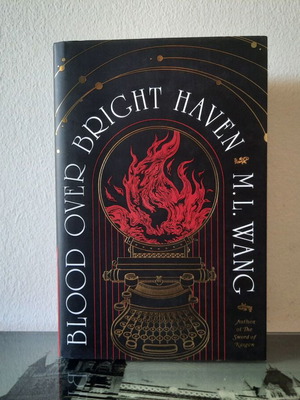 BLOOD OVER BRIGHT HAVEN
M. L. WANG
Author of The
Sword of
Kaigen